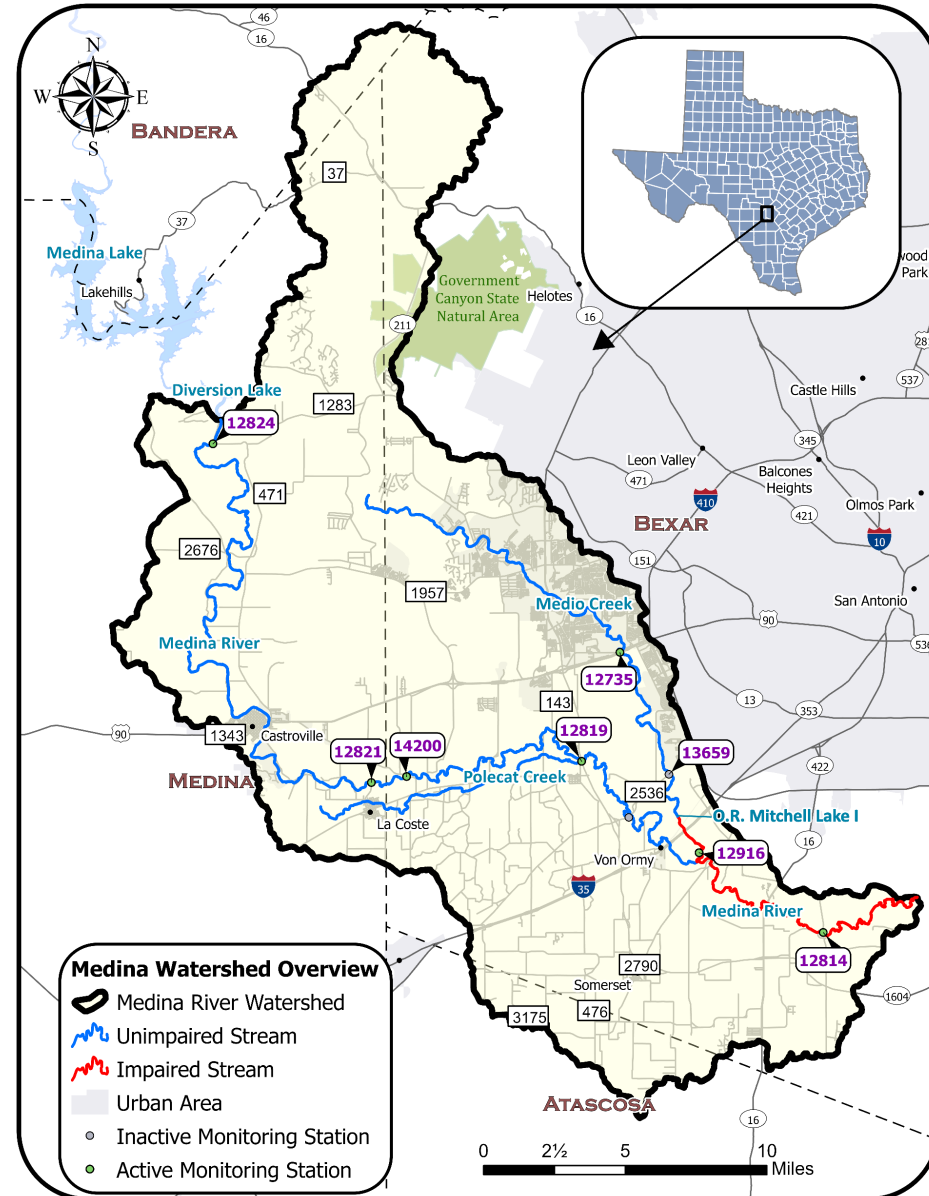 46
16
N
W
E
S
BANDERA
37
37
Medina Lake
Lakehills
Government
Canyon State
Natural Area
Helotes
16
211
wood
Park
281
Diversion Lake
1283
12824
Castle Hills
537
345
Leon Valley
471
Balcones
Heights
471
410
421
Olmos Park
BEXAR
10
2676
151
1957
Medio Creek
San Antonio
90
Medina River
536
12735
13
143
353
12819
1343
90
Castroville
12821
14200
13659
422
MEDINA
Polecat Creek
2536
La Coste
O.R. Mitchell Lake I
16
Von Ormy
12916
35
Medina River
12814
2790
Somerset
1604
3175
476
ATASCOSA
16
Medina Watershed Overview
Medina River Watershed
Unimpaired Stream
Impaired Stream
Urban Area
Inactive Monitoring Station
Active Monitoring Station
0 2½ 5 10
Miles